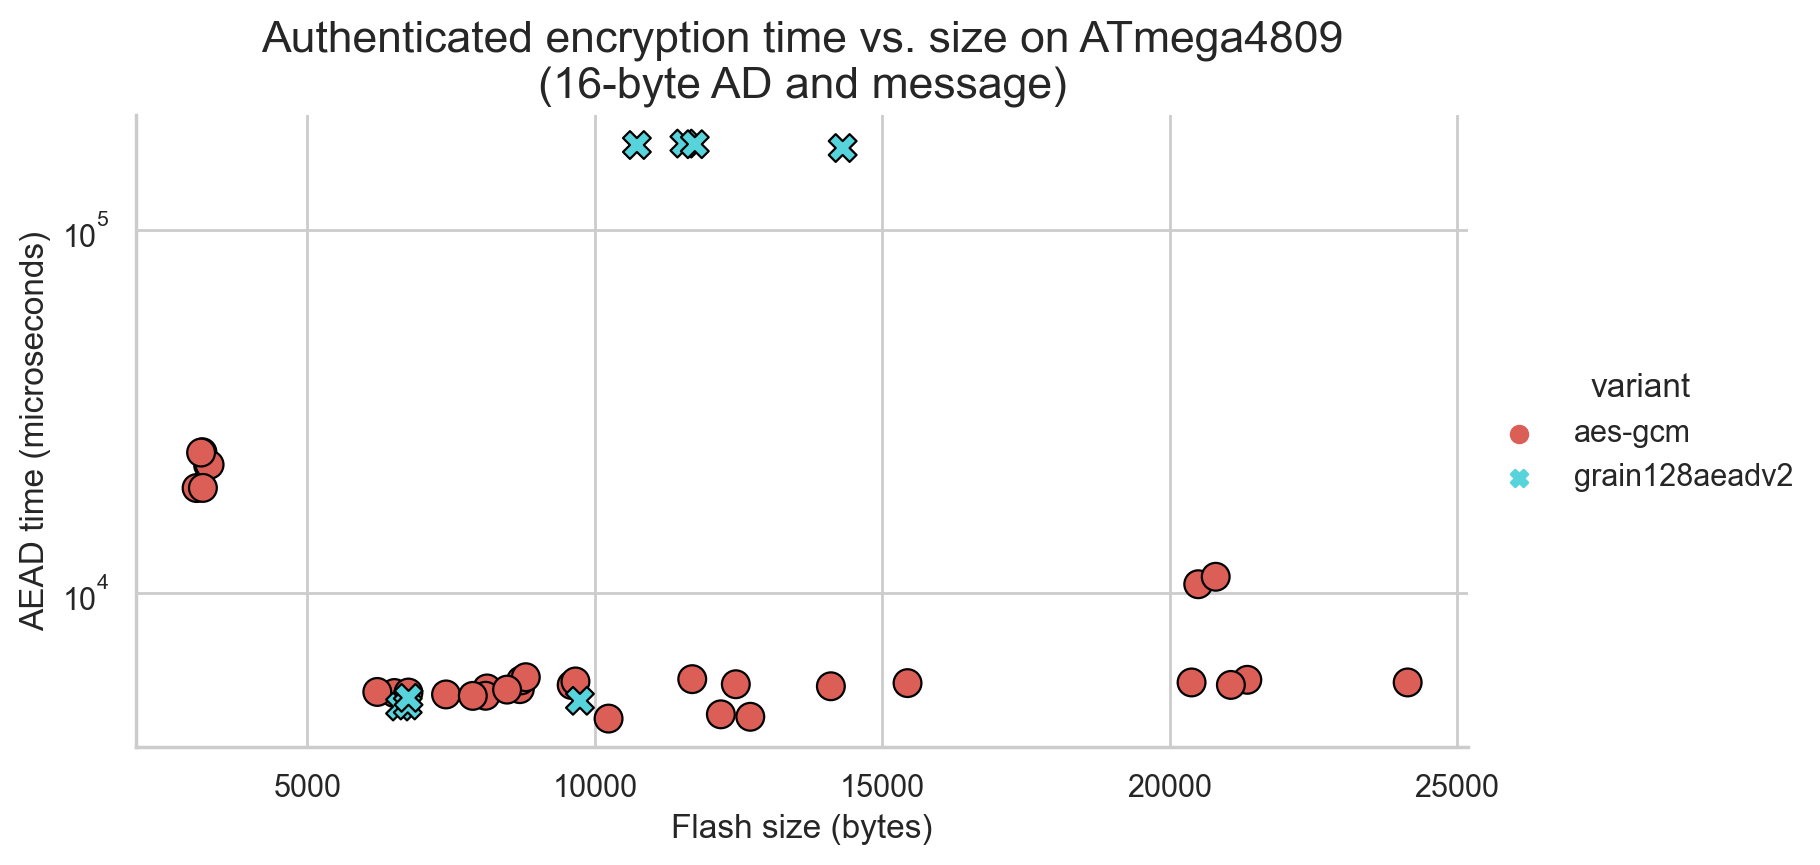 Authenticated encryption time vs. size on ATmega4809
(16-byte AD and message)
AEAD time (microseconds)
10^5
10^4
5000 10000 15000 20000 25000
Flash size (bytes)
variant
aes-gcm
grain128aeadv2